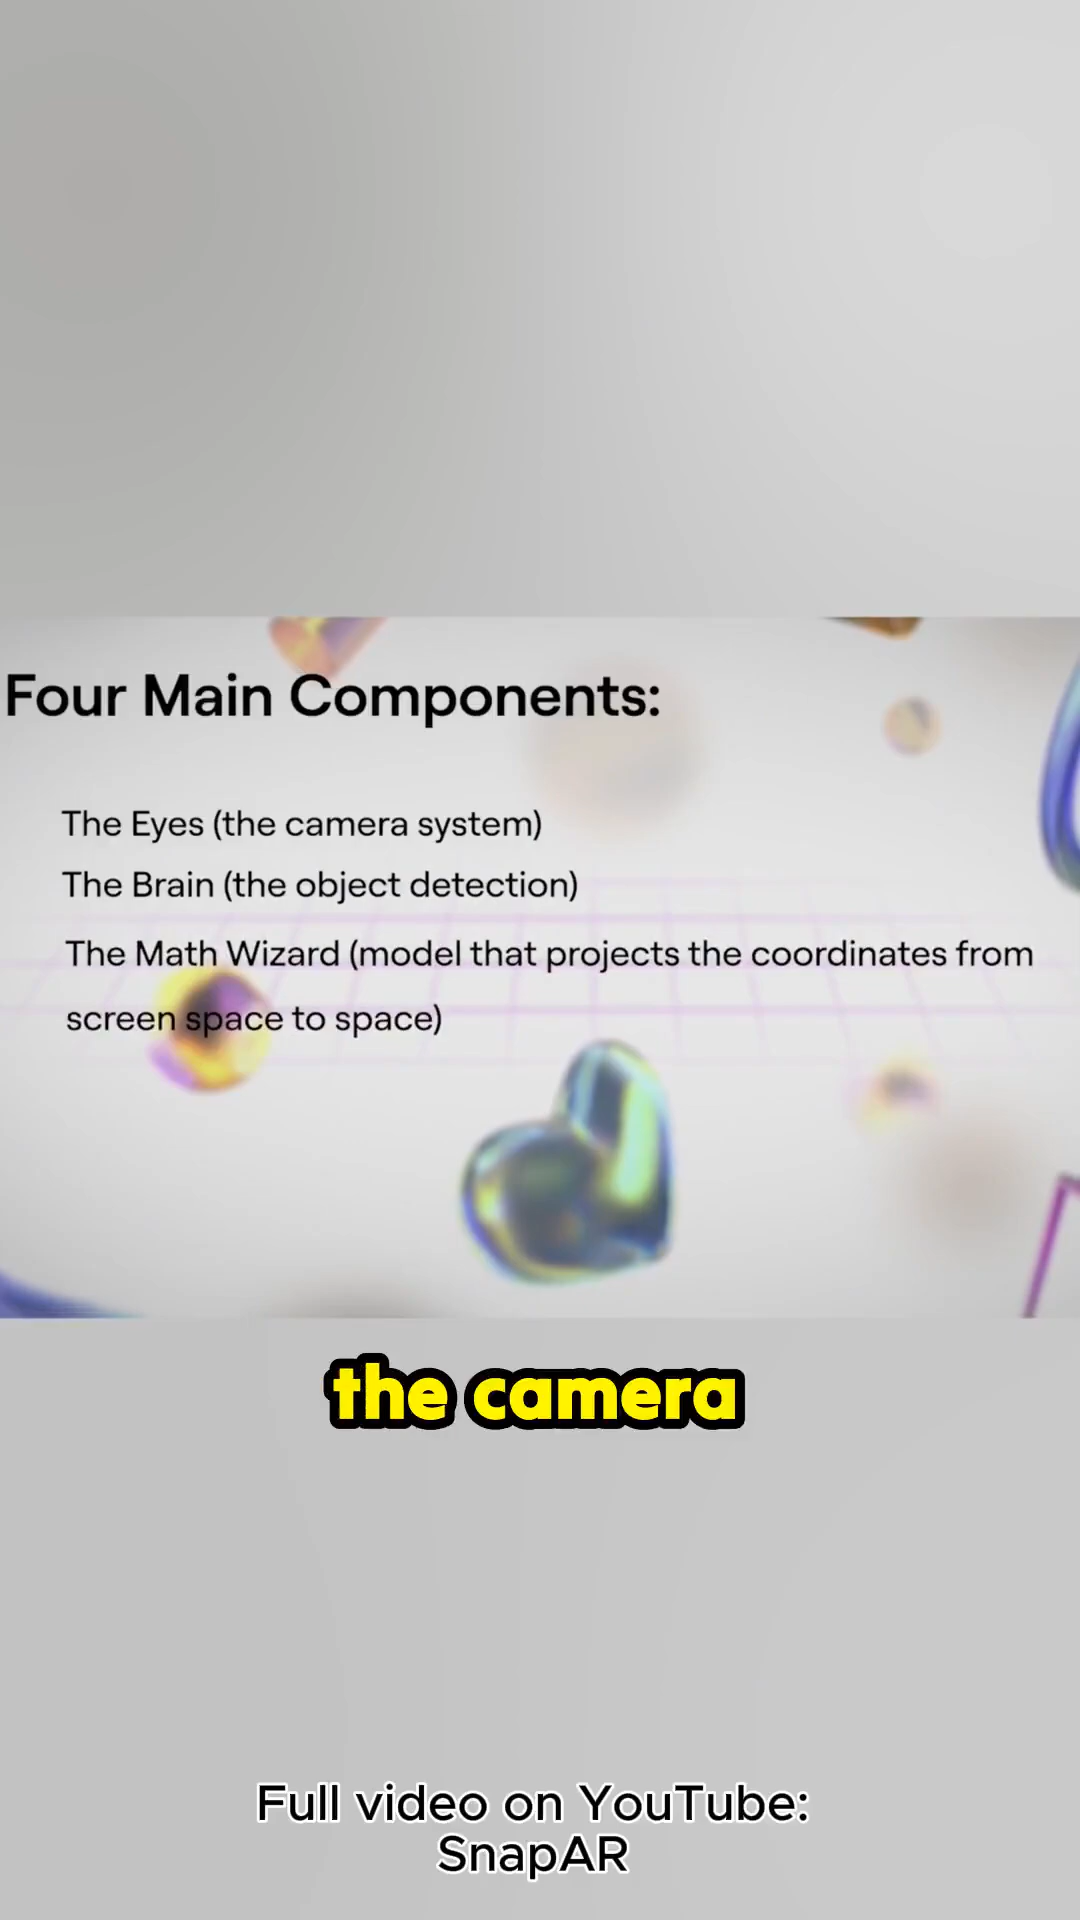 Four Main Components:
The Eyes (the camera system)
The Brain (the object detection)
The Math Wizard (model that projects the coordinates from
screen space to space)
the camera
Full video on YouTube:
SnapAR